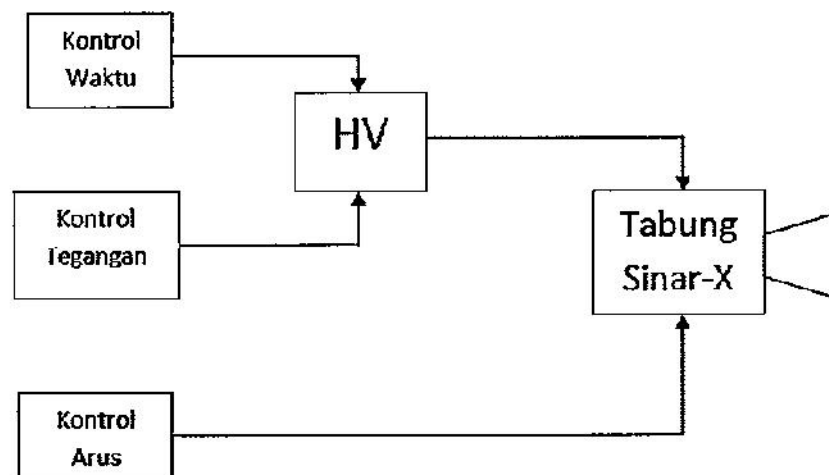 Kontrol
Waktu
HV
Kontrol
Tegangan
Tabung
Sinar-X
Kontrol
Arus